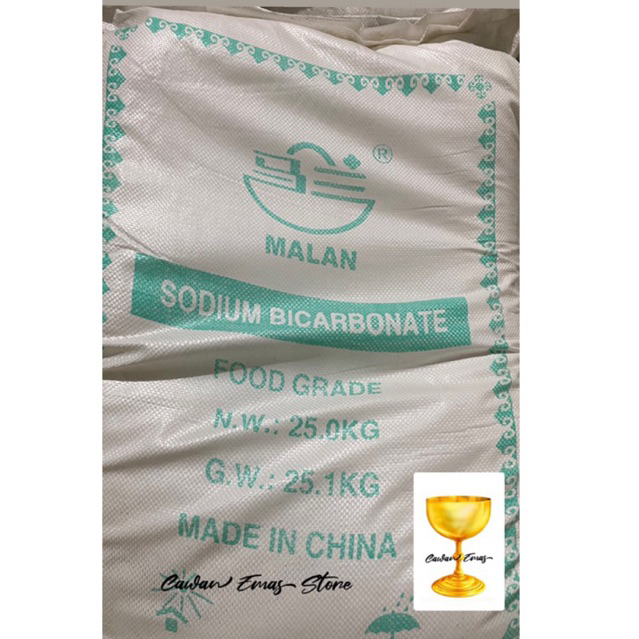 ®
MALAN
SODIUM BICARBONATE
FOOD GRADE
N.W.: 25.0KG
G.W.: 25.1KG
MADE IN CHINA
Cawan Emas Store
Cawan Emas